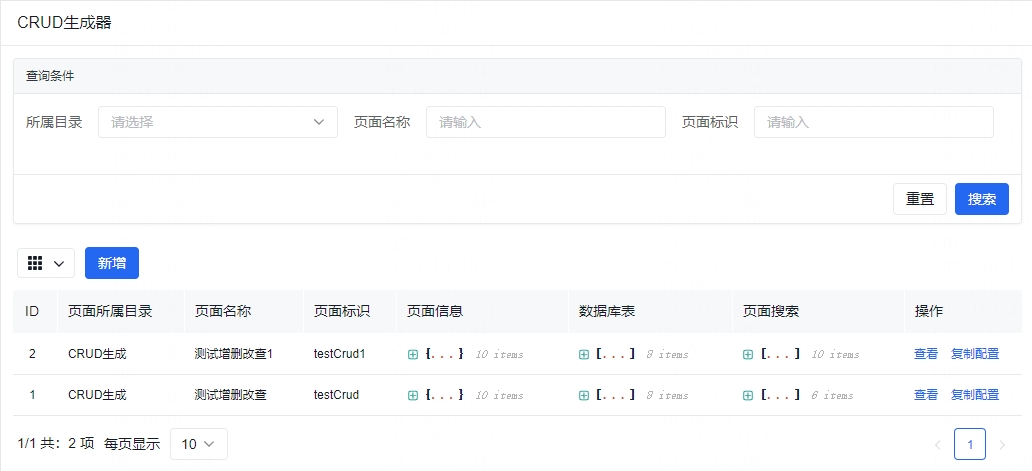 CRUD生成器
查询条件
所属目录 请选择 页面名称 请输入 页面标识 请输入
重置 搜索
新增
ID 页面所属目录 页面名称 页面标识 页面信息 数据库表 页面搜索 操作
2 CRUD生成 测试增删改查1 testCrud1 {...} 10 items [...] 8 items [...] 10 items 查看 复制配置
1 CRUD生成 测试增删改查 testCrud {...} 10 items [...] 8 items [...] 6 items 查看 复制配置
1/1 共：2 项 每页显示 10 1